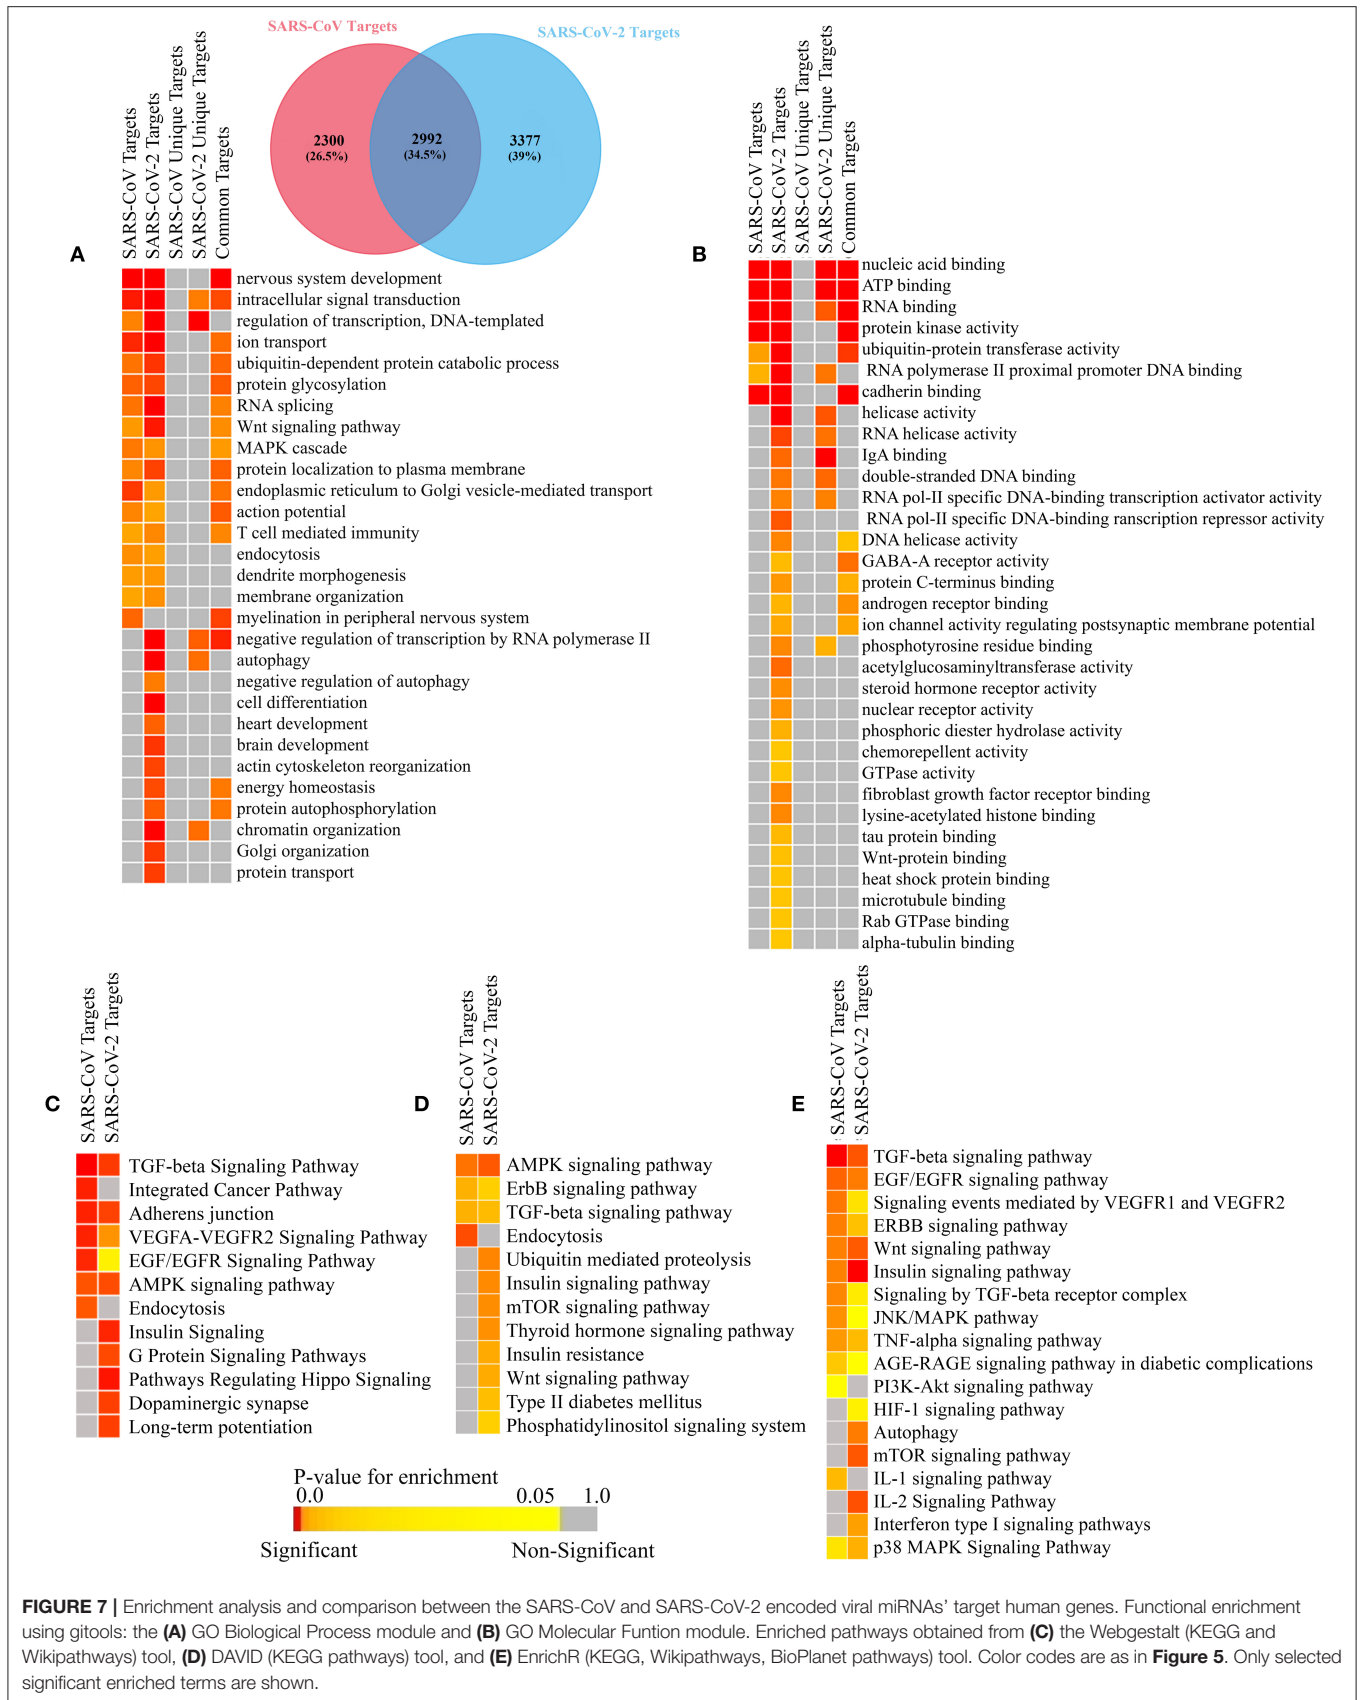 SARS-CoV Targets
SARS-CoV-2 Targets
2300
(26.5%)
2992
(34.5%)
3377
(39%)
A
SARS-CoV Targets
SARS-CoV-2 Targets
SARS-CoV Unique Targets
SARS-CoV-2 Unique Targets
Common Targets
nervous system development
intracellular signal transduction
regulation of transcription, DNA-templated
ion transport
ubiquitin-dependent protein catabolic process
protein glycosylation
RNA splicing
Wnt signaling pathway
MAPK cascade
protein localization to plasma membrane
endoplasmic reticulum to Golgi vesicle-mediated transport
action potential
T cell mediated immunity
endocytosis
dendrite morphogenesis
membrane organization
myelination in peripheral nervous system
negative regulation of transcription by RNA polymerase II
autophagy
negative regulation of autophagy
cell differentiation
heart development
brain development
actin cytoskeleton reorganization
energy homeostasis
protein autophosphorylation
chromatin organization
Golgi organization
protein transport
B
SARS-CoV Targets
SARS-CoV-2 Targets
SARS-CoV Unique Targets
SARS-CoV-2 Unique Targets
Common Targets
nucleic acid binding
ATP binding
RNA binding
protein kinase activity
ubiquitin-protein transferase activity
RNA polymerase II proximal promoter DNA binding
cadherin binding
helicase activity
RNA helicase activity
IgA binding
double-stranded DNA binding
RNA pol-II specific DNA-binding transcription activator activity
RNA pol-II specific DNA-binding ranscription repressor activity
DNA helicase activity
GABA-A receptor activity
protein C-terminus binding
androgen receptor binding
ion channel activity regulating postsynaptic membrane potential
phosphotyrosine residue binding
acetylglucosaminyltransferase activity
steroid hormone receptor activity
nuclear receptor activity
phosphoric diester hydrolase activity
chemorepellent activity
GTPase activity
fibroblast growth factor receptor binding
lysine-acetylated histone binding
tau protein binding
Wnt-protein binding
heat shock protein binding
microtubule binding
Rab GTPase binding
alpha-tubulin binding
C
SARS-CoV Targets
SARS-CoV-2 Targets
TGF-beta Signaling Pathway
Integrated Cancer Pathway
Adherens junction
VEGFA-VEGFR2 Signaling Pathway
EGF/EGFR Signaling Pathway
AMPK signaling pathway
Endocytosis
Insulin Signaling
G Protein Signaling Pathways
Pathways Regulating Hippo Signaling
Dopaminergic synapse
Long-term potentiation
D
SARS-CoV Targets
SARS-CoV-2 Targets
AMPK signaling pathway
ErbB signaling pathway
TGF-beta signaling pathway
Endocytosis
Ubiquitin mediated proteolysis
Insulin signaling pathway
mTOR signaling pathway
Thyroid hormone signaling pathway
Insulin resistance
Wnt signaling pathway
Type II diabetes mellitus
Phosphatidylinositol signaling system
E
SARS-CoV Targets
SARS-CoV-2 Targets
TGF-beta signaling pathway
EGF/EGFR signaling pathway
Signaling events mediated by VEGFR1 and VEGFR2
ERBB signaling pathway
Wnt signaling pathway
Insulin signaling pathway
Signaling by TGF-beta receptor complex
JNK/MAPK pathway
TNF-alpha signaling pathway
AGE-RAGE signaling pathway in diabetic complications
PI3K-Akt signaling pathway
HIF-1 signaling pathway
Autophagy
mTOR signaling pathway
IL-1 signaling pathway
IL-2 Signaling Pathway
Interferon type I signaling pathways
p38 MAPK Signaling Pathway
P-value for enrichment
0.0 0.05 1.0
Significant Non-Significant
FIGURE 7 | Enrichment analysis and comparison between the SARS-CoV and SARS-CoV-2 encoded viral miRNAs' target human genes. Functional enrichment
using gitools: the (A) GO Biological Process module and (B) GO Molecular Funtion module. Enriched pathways obtained from (C) the Webgestalt (KEGG and
Wikipathways) tool, (D) DAVID (KEGG pathways) tool, and (E) EnrichR (KEGG, Wikipathways, BioPlanet pathways) tool. Color codes are as in Figure 5. Only selected
significant enriched terms are shown.